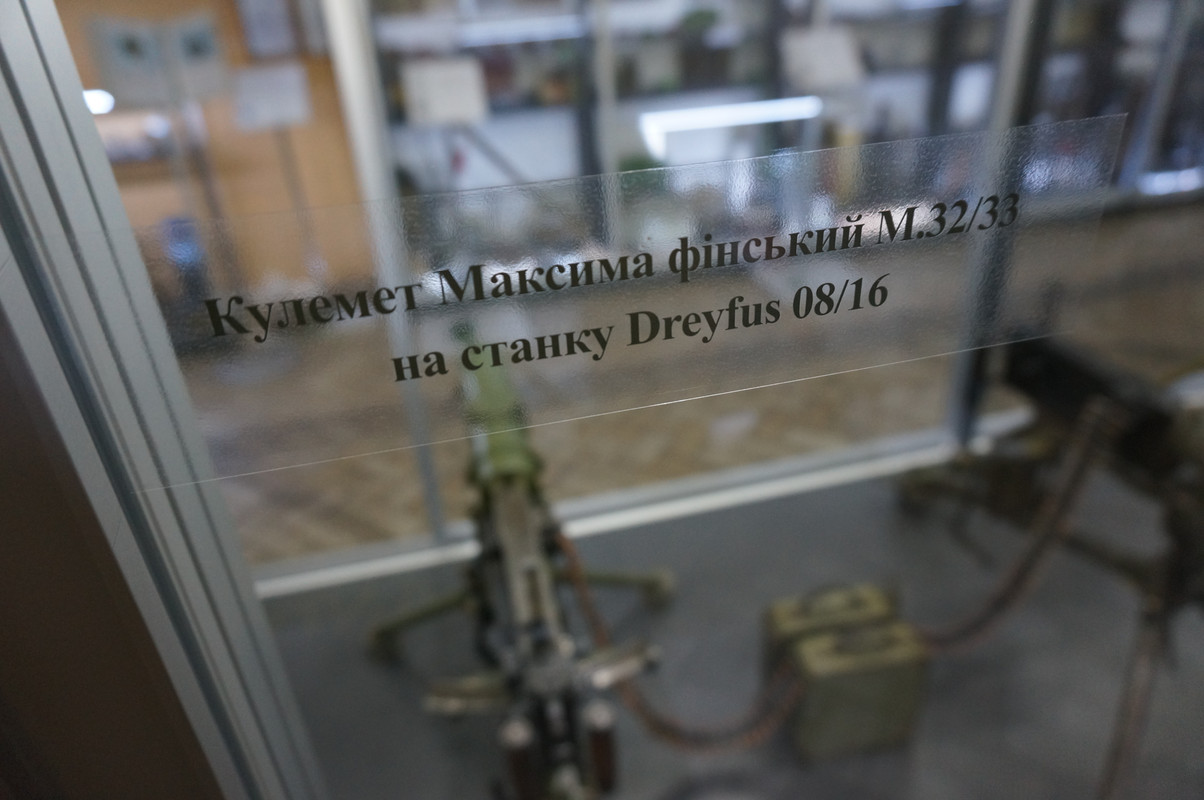 Кулемет Максима фінський М.32/33
на станку Dreyfus 08/16